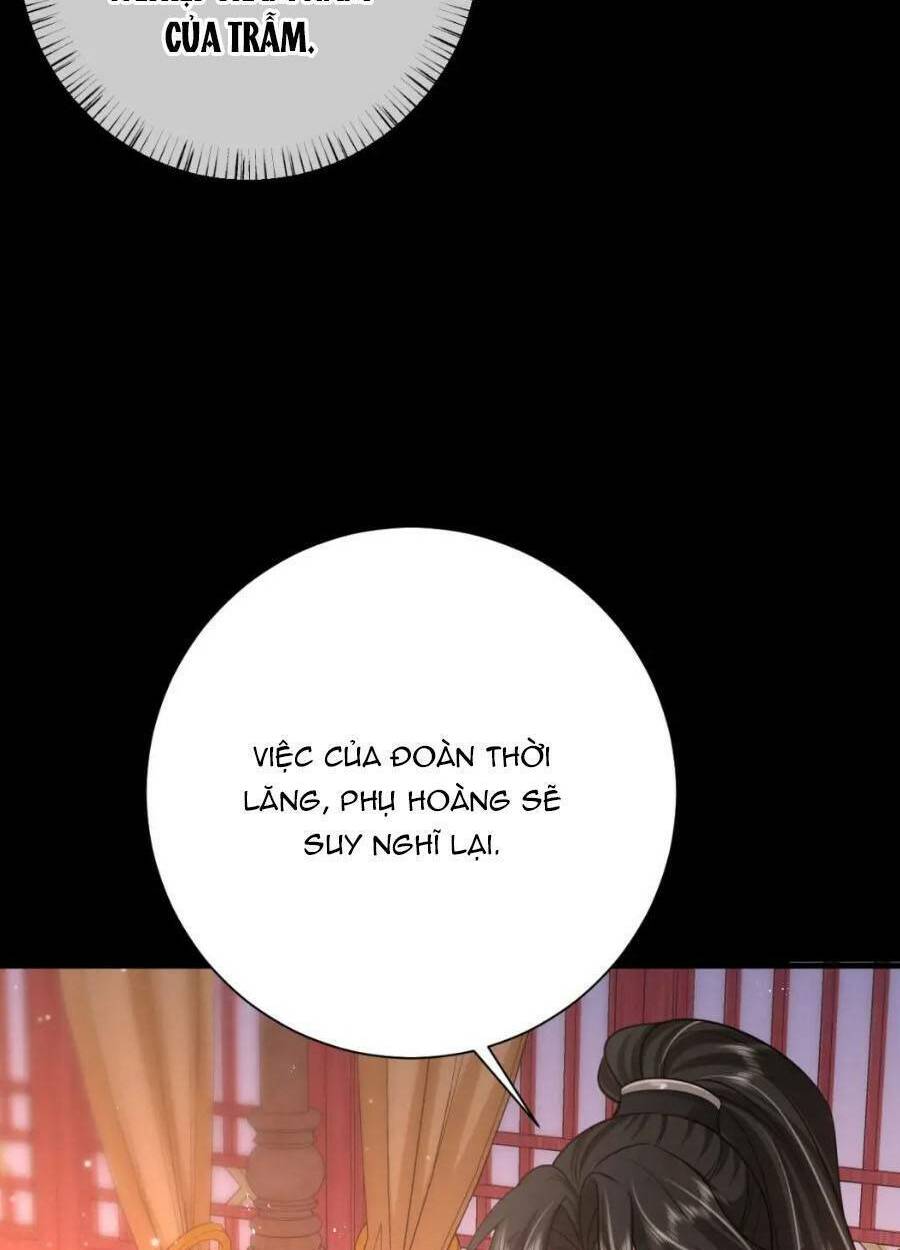 CỦA TRẪM.
VIỆC CỦA ĐOÀN THỜI
LĂNG, PHỤ HOÀNG SẼ
SUY NGHĨ LẠI.